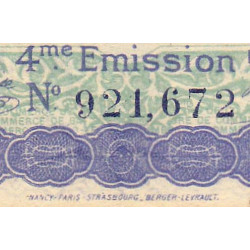 4me Emission
No 921,672
NANCY-PARIS-STRASBOURG, BERGER-LEVRAULT.